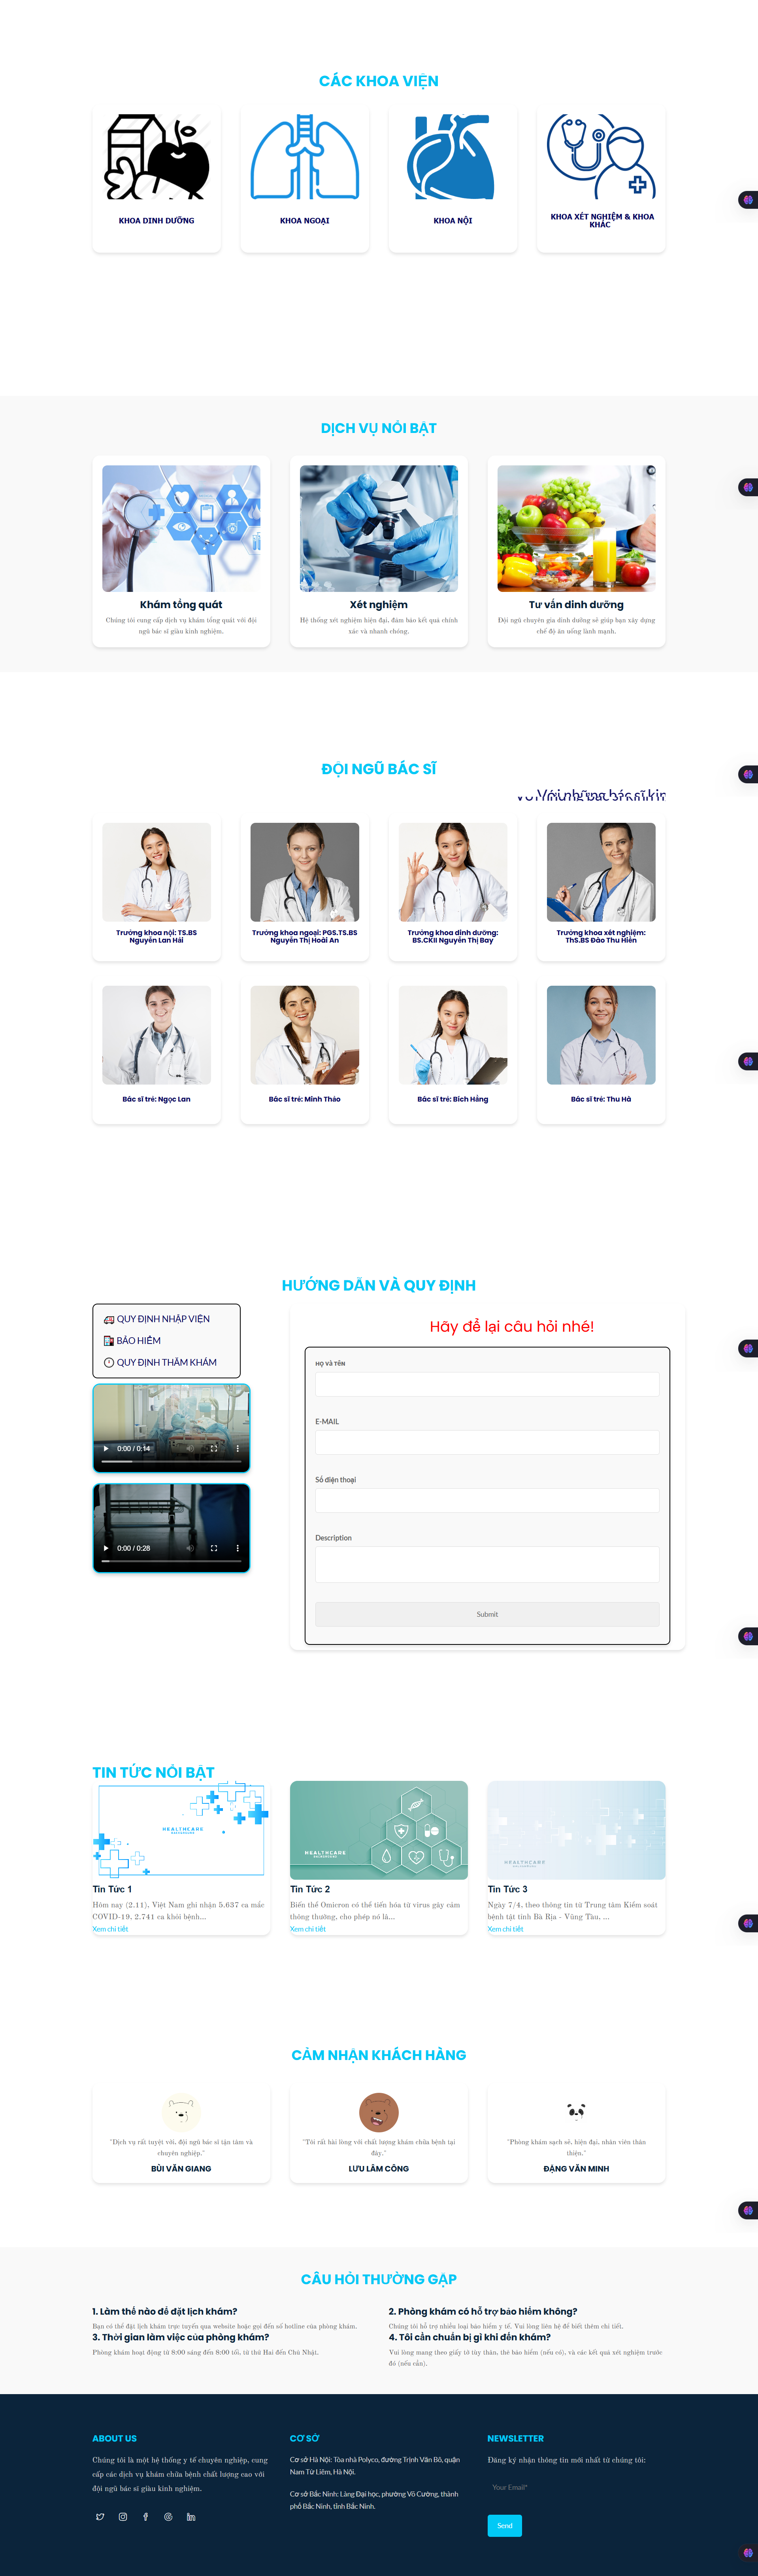 CÁC KHOA VIỆN
KHOA DINH DƯỠNG
KHOA NGOẠI
KHOA NỘI
KHOA XÉT NGHIỆM & KHOA
KHÁC
DỊCH VỤ NỔI BẬT
Khám tổng quát
Chúng tôi cung cấp dịch vụ khám tổng quát với đội
ngũ bác sĩ giàu kinh nghiệm.
Xét nghiệm
Hệ thống xét nghiệm hiện đại, đảm bảo kết quả chính
xác và nhanh chóng.
Tư vấn dinh dưỡng
Đội ngũ chuyên gia dinh dưỡng sẽ giúp bạn xây dựng
chế độ ăn uống lành mạnh.
ĐỘI NGŨ BÁC SĨ
Với những bác sĩ
Trưởng khoa nội: TS.BS
Nguyễn Lan Hải
Trưởng khoa ngoại: PGS.TS.BS
Nguyễn Thị Hoài An
Trưởng khoa dinh dưỡng:
BS.CKII Nguyễn Thị Bay
Trưởng khoa xét nghiệm:
ThS.BS Đào Thu Hiền
Bác sĩ trẻ: Ngọc Lan
Bác sĩ trẻ: Minh Thảo
Bác sĩ trẻ: Bích Hằng
Bác sĩ trẻ: Thu Hà
HƯỚNG DẪN VÀ QUY ĐỊNH
QUY ĐỊNH NHẬP VIỆN
BẢO HIỂM
QUY ĐỊNH THĂM KHÁM
0:00 / 0:14
0:00 / 0:28
Hãy để lại câu hỏi nhé!
HỌ VÀ TÊN
E-MAIL
Số điện thoại
Description
Submit
TIN TỨC NỔI BẬT
HEALTHCARE
Tin Tức 1
Hôm nay (2.11), Việt Nam ghi nhận 5.637 ca mắc
COVID-19, 2.741 ca khỏi bệnh...
Xem chi tiết
HEALTHCARE
Tin Tức 2
Biến thể Omicron có thể tiến hóa từ virus gây cảm
thông thường, cho phép nó là...
Xem chi tiết
HEALTHCARE
Tin Tức 3
Ngày 7/4, theo thông tin từ Trung tâm Kiểm soát
bệnh tật tỉnh Bà Rịa - Vũng Tàu, ...
Xem chi tiết
CẢM NHẬN KHÁCH HÀNG
"Dịch vụ rất tuyệt vời, đội ngũ bác sĩ tận tâm và
chuyên nghiệp."
BÙI VĂN GIANG
"Tôi rất hài lòng với chất lượng khám chữa bệnh tại
đây."
LƯU LÂM CÔNG
"Phòng khám sạch sẽ, hiện đại, nhân viên thân
thiện."
ĐẶNG VĂN MINH
CÂU HỎI THƯỜNG GẶP
1. Làm thế nào để đặt lịch khám?
Bạn có thể đặt lịch khám trực tuyến qua website hoặc gọi đến số hotline của phòng khám.
2. Phòng khám có hỗ trợ bảo hiểm không?
Chúng tôi hỗ trợ nhiều loại bảo hiểm y tế. Vui lòng liên hệ để biết thêm chi tiết.
3. Thời gian làm việc của phòng khám?
Phòng khám hoạt động từ 8:00 sáng đến 8:00 tối, từ thứ Hai đến Chủ Nhật.
4. Tôi cần chuẩn bị gì khi đến khám?
Vui lòng mang theo giấy tờ tùy thân, thẻ bảo hiểm (nếu có), và các kết quả xét nghiệm trước
đó (nếu cần).
ABOUT US
Chúng tôi là một hệ thống y tế chuyên nghiệp, cung
cấp các dịch vụ khám chữa bệnh chất lượng cao với
đội ngũ bác sĩ giàu kinh nghiệm.
CƠ SỞ
Cơ sở Hà Nội: Tòa nhà Polyco, đường Trịnh Văn Bô, quận
Nam Từ Liêm, Hà Nội.
Cơ sở Bắc Ninh: Làng Đại học, phường Võ Cường, thành
phố Bắc Ninh, tỉnh Bắc Ninh.
NEWSLETTER
Đăng ký nhận thông tin mới nhất từ chúng tôi:
Your Email*
Send